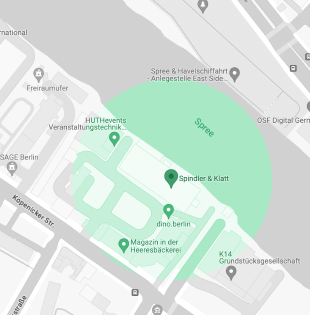 rnational
Spree & Havelschiffahrt
- Anlegestelle East Side...
Freiraumufer
HUTHevents
Veranstaltungstechnik...
Spree
OSF Digital Germ
SAGE Berlin
Spindler & Klatt
Köpenicker Str
dino.berlin
Magazin in der
Heeresbäckerei
K14
Grundstücksgesellschaft
straße